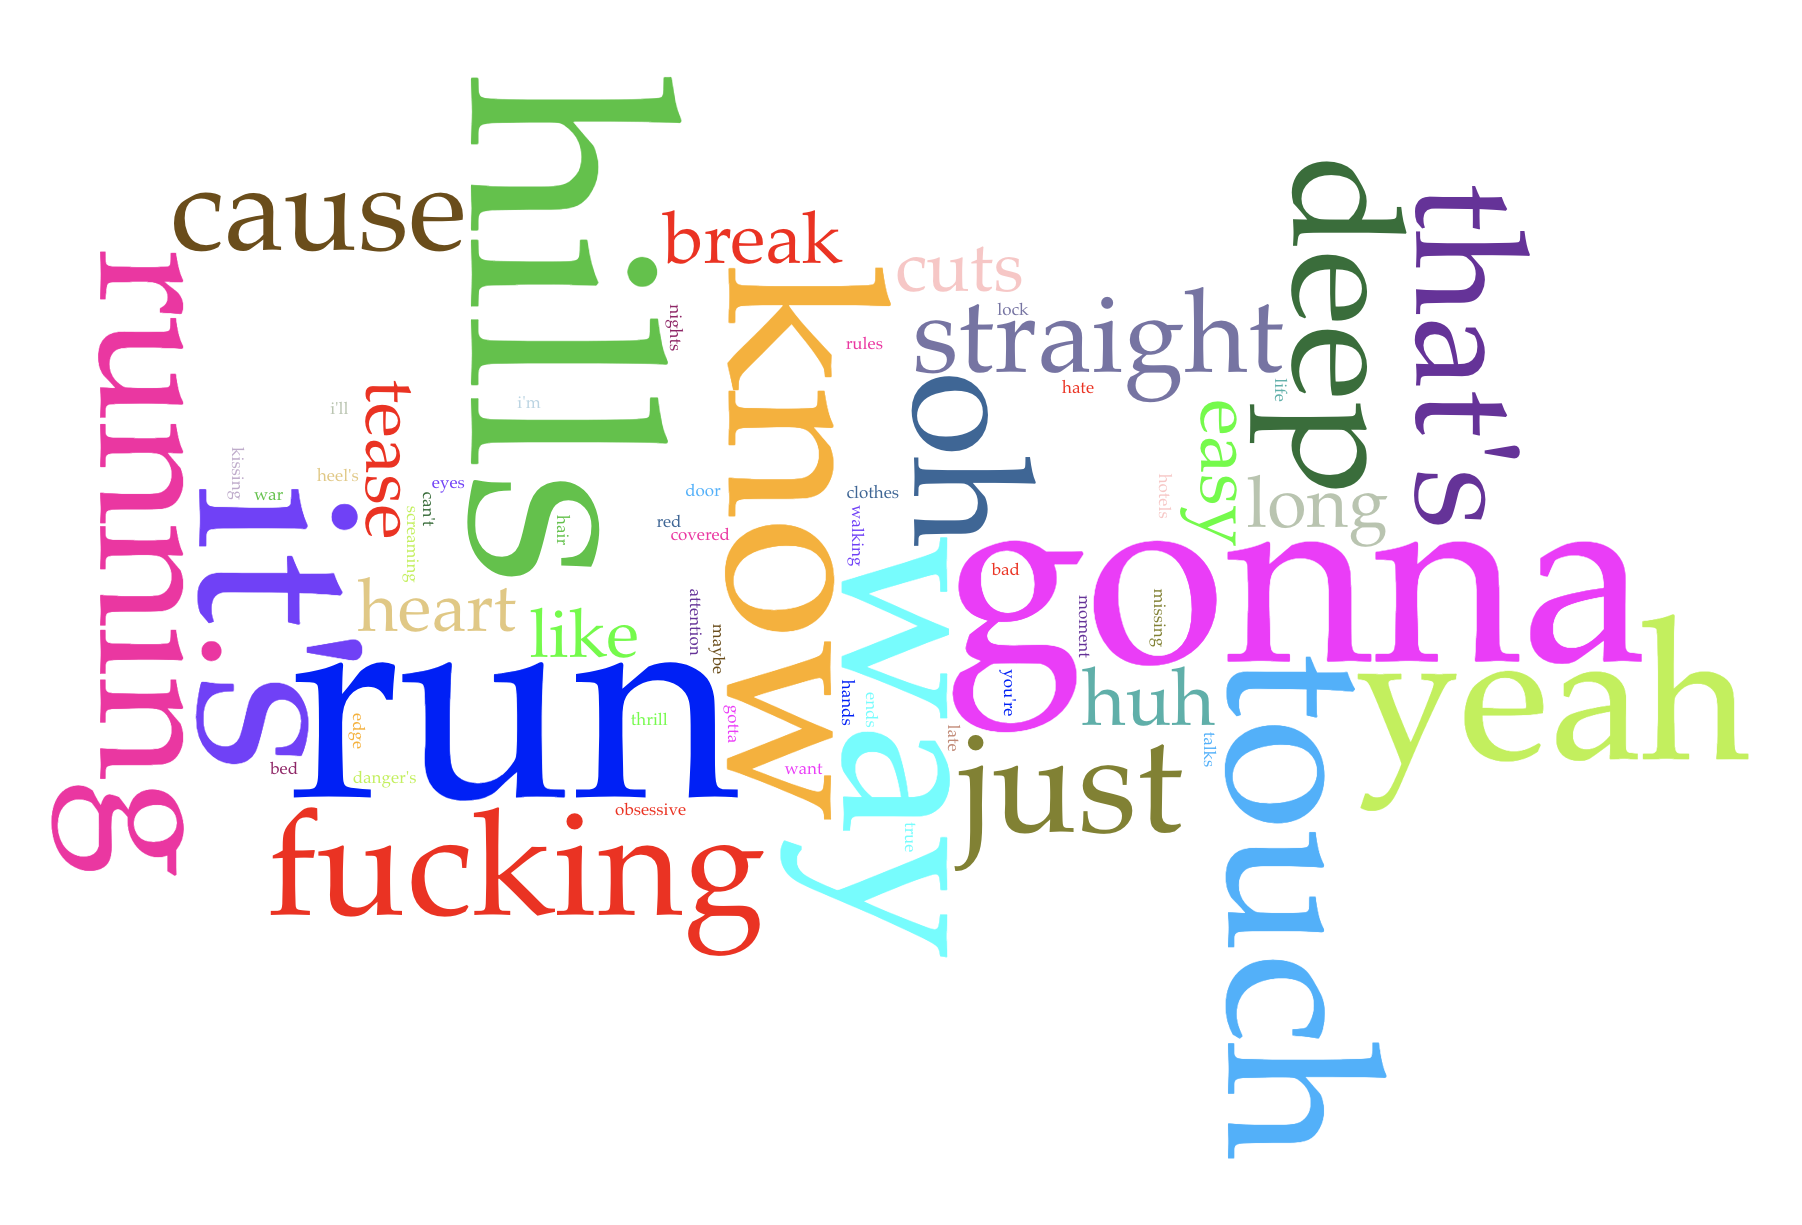 hills
cause
break
deep
that's
cuts
running
know
straight
lock
nights
rules
oh
hate
life
tease
i'll
i'm
easy
kissing
war
heel's
can't
eyes
door
clothes
hotels
long
it's
screaming
hair
red
covered
walking
way
gonna
bad
heart
like
attention
maybe
moment
missing
run
yeah
touch
huh
you're
hands
ends
edge
thrill
gotta
late
talks
bed
danger's
want
just
fucking
obsessive
true